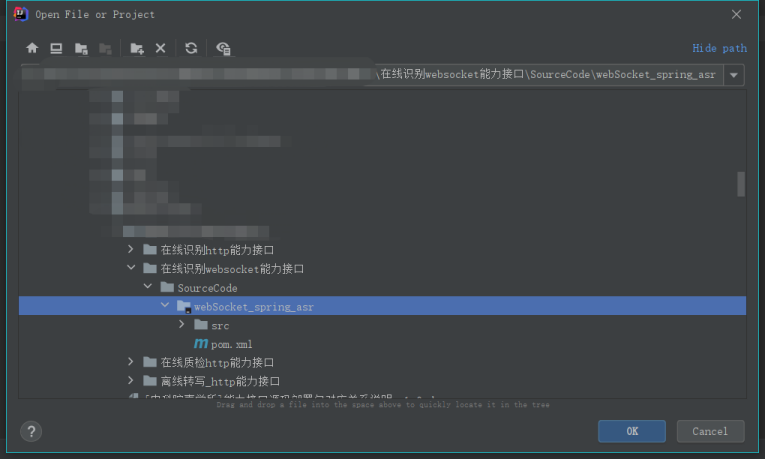 Open File or Project
Hide path
\在线识别websocket能力接口\SourceCode\webSocket_spring_asr
在线识别http能力接口
在线识别websocket能力接口
SourceCode
webSocket_spring_asr
src
pom.xml
在线质检http能力接口
离线转写_http能力接口
Drag and drop a file into the space above to quickly locate it in the tree
?
OK
Cancel